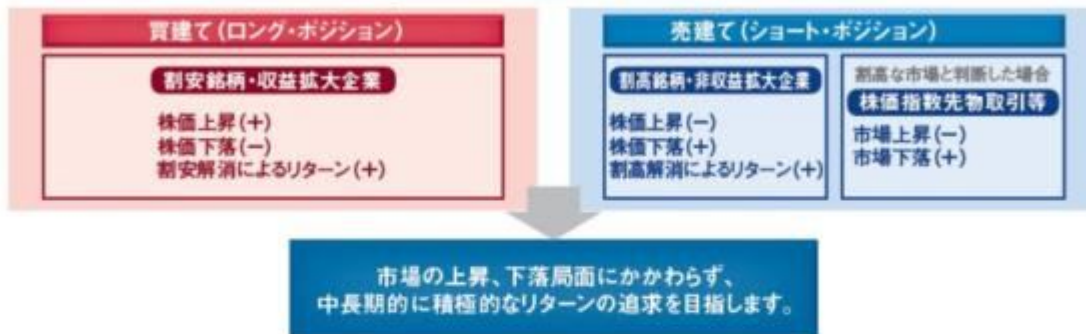 買建て(ロング・ポジション)
割安銘柄・収益拡大企業
株価上昇(+)
株価下落(−)
割安解消によるリターン(+)
売建て(ショート・ポジション)
割高銘柄・非収益拡大企業
株価上昇(−)
株価下落(+)
割高解消によるリターン(+)
割高な市場と判断した場合
株価指数先物取引等
市場上昇(−)
市場下落(+)
市場の上昇、下落局面にかかわらず、
中長期的に積極的なリターンの追求を目指します。